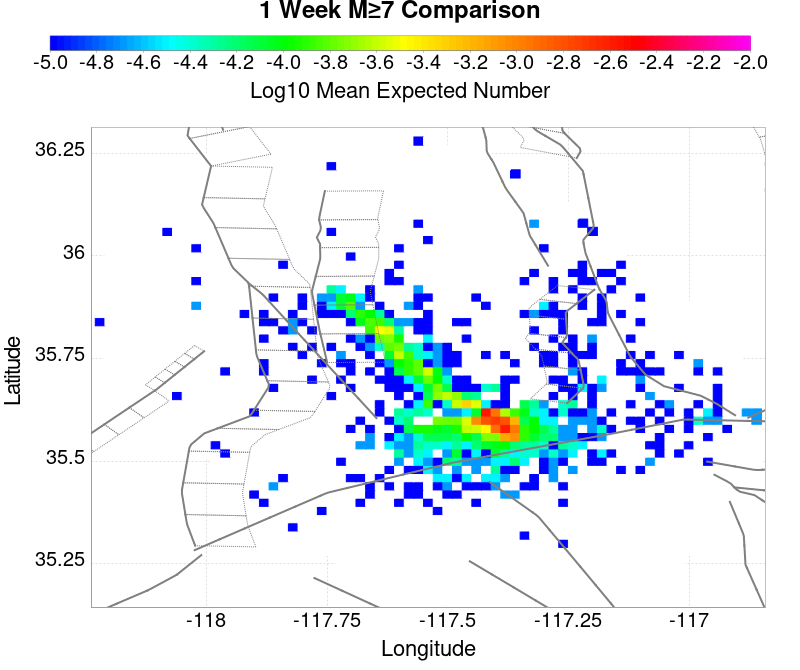 1 Week M≥7 Comparison
-5.0 -4.8 -4.6 -4.4 -4.2 -4.0 -3.8 -3.6 -3.4 -3.2 -3.0 -2.8 -2.6 -2.4 -2.2 -2.0
Log10 Mean Expected Number
36.25
36
35.75
35.5
35.25
Latitude
-118 -117.75 -117.5 -117.25 -117
Longitude